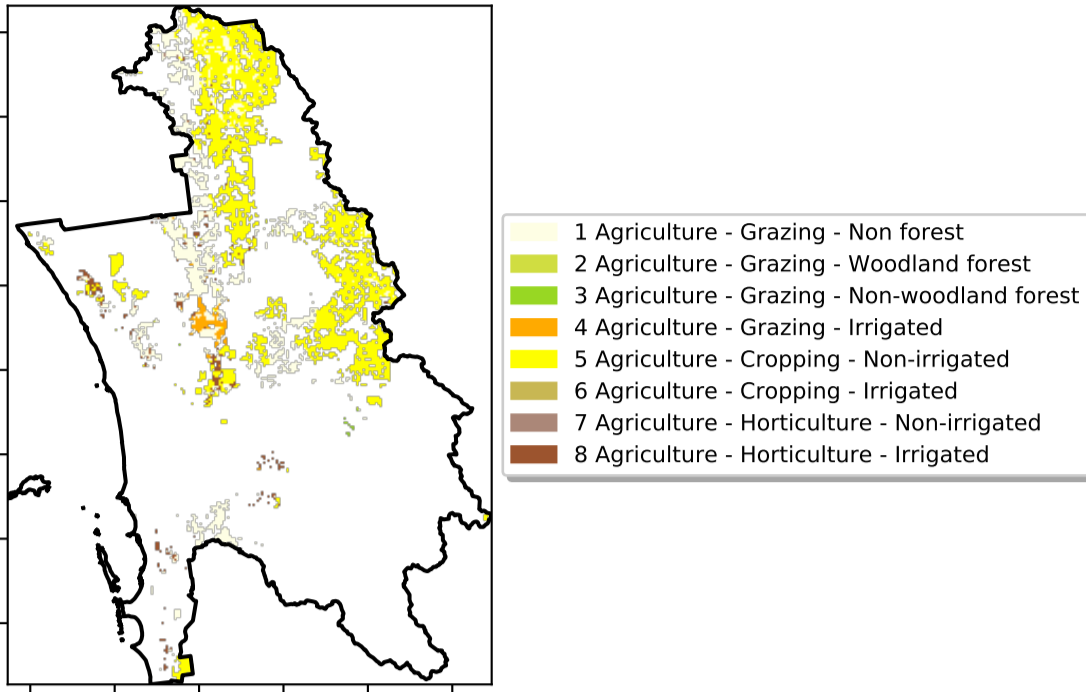 1 Agriculture - Grazing - Non forest
2 Agriculture - Grazing - Woodland forest
3 Agriculture - Grazing - Non-woodland forest
4 Agriculture - Grazing - Irrigated
5 Agriculture - Cropping - Non-irrigated
6 Agriculture - Cropping - Irrigated
7 Agriculture - Horticulture - Non-irrigated
8 Agriculture - Horticulture - Irrigated